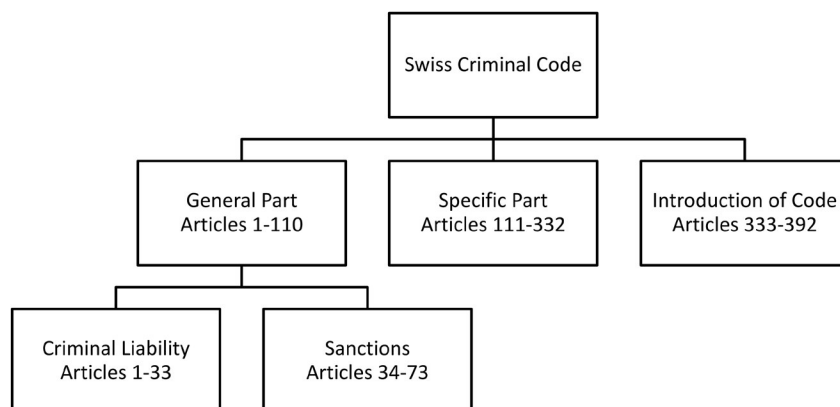 Swiss Criminal Code
General Part
Articles 1-110
Specific Part
Articles 111-332
Introduction of Code
Articles 333-392
Criminal Liability
Articles 1-33
Sanctions
Articles 34-73